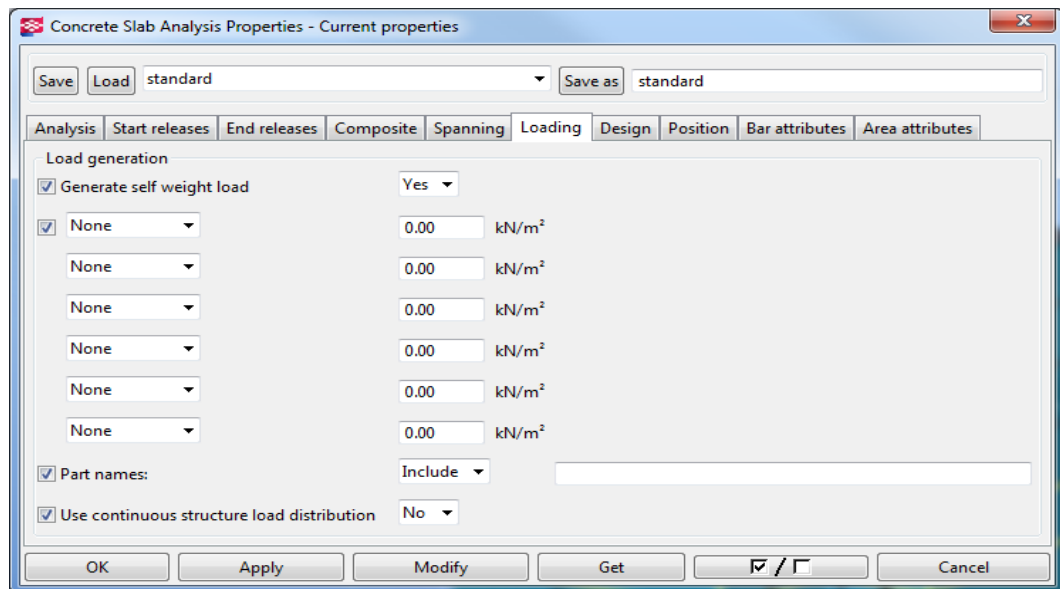 Concrete Slab Analysis Properties - Current properties
Save Load standard Save as standard
Analysis Start releases End releases Composite Spanning Loading Design Position Bar attributes Area attributes
Load generation
Generate self weight load Yes
None 0.00 kN/m²
None 0.00 kN/m²
None 0.00 kN/m²
None 0.00 kN/m²
None 0.00 kN/m²
None 0.00 kN/m²
Part names: Include
Use continuous structure load distribution No
OK Apply Modify Get / Cancel